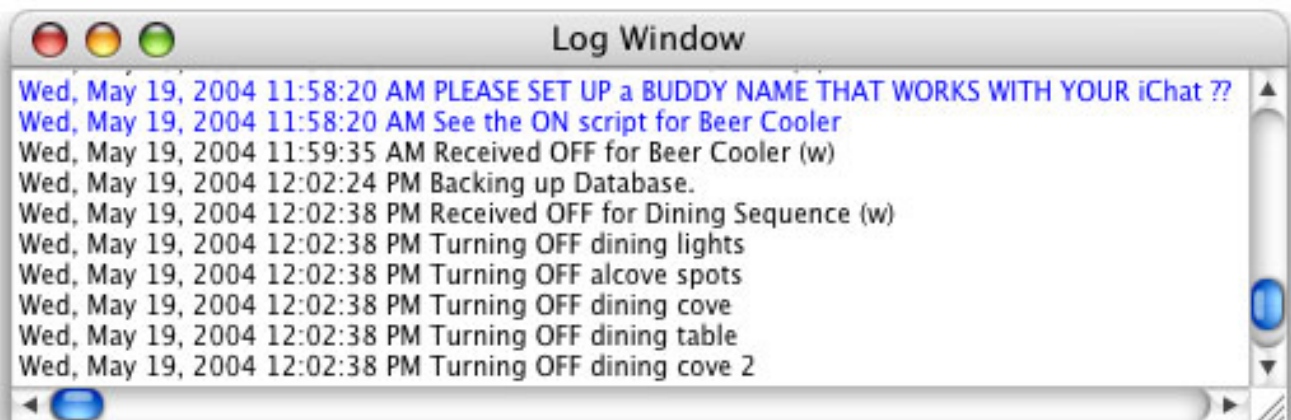 Log Window
Wed, May 19, 2004 11:58:20 AM PLEASE SET UP a BUDDY NAME THAT WORKS WITH YOUR iChat ??
Wed, May 19, 2004 11:58:20 AM See the ON script for Beer Cooler
Wed, May 19, 2004 11:59:35 AM Received OFF for Beer Cooler (w)
Wed, May 19, 2004 12:02:24 PM Backing up Database.
Wed, May 19, 2004 12:02:38 PM Received OFF for Dining Sequence (w)
Wed, May 19, 2004 12:02:38 PM Turning OFF dining lights
Wed, May 19, 2004 12:02:38 PM Turning OFF alcove spots
Wed, May 19, 2004 12:02:38 PM Turning OFF dining cove
Wed, May 19, 2004 12:02:38 PM Turning OFF dining table
Wed, May 19, 2004 12:02:38 PM Turning OFF dining cove 2